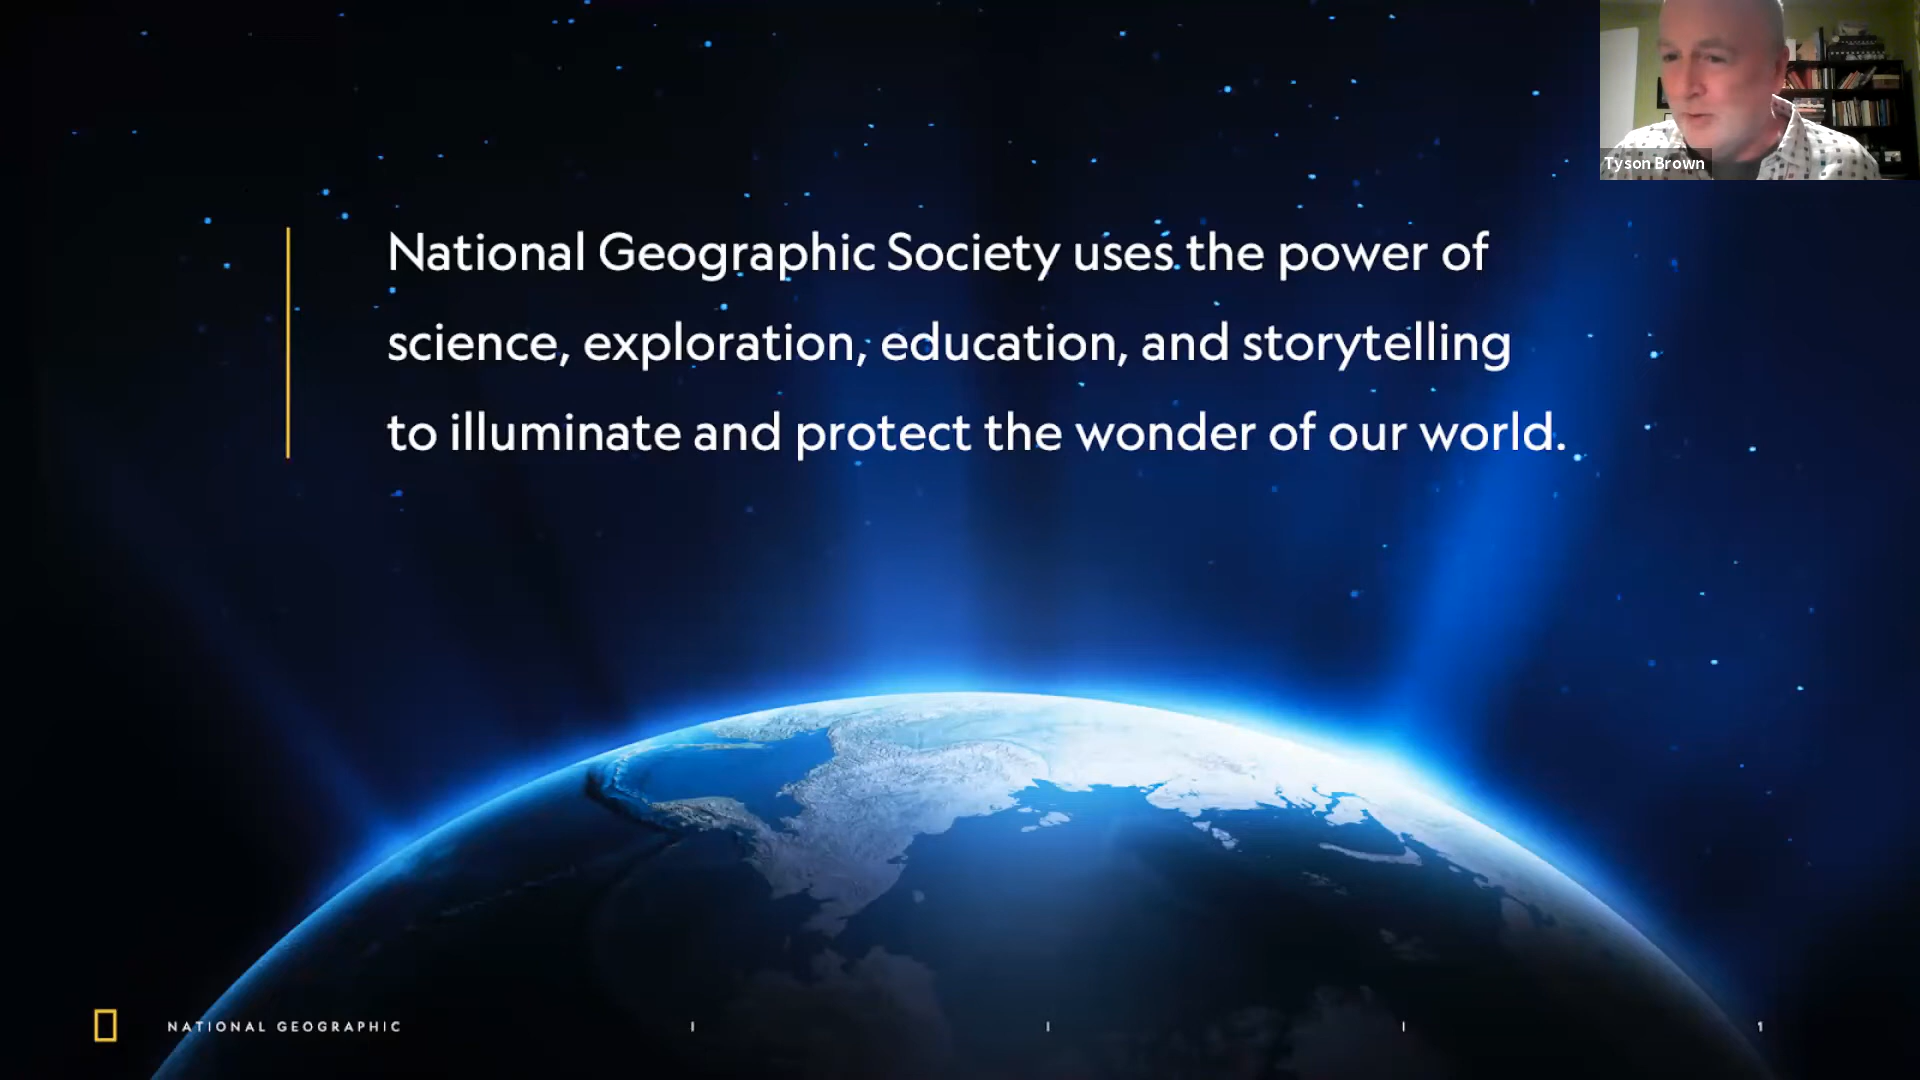 Tyson Brown
National Geographic Society uses the power of
science, exploration, education, and storytelling
to illuminate and protect the wonder of our world.
NATIONAL GEOGRAPHIC
1